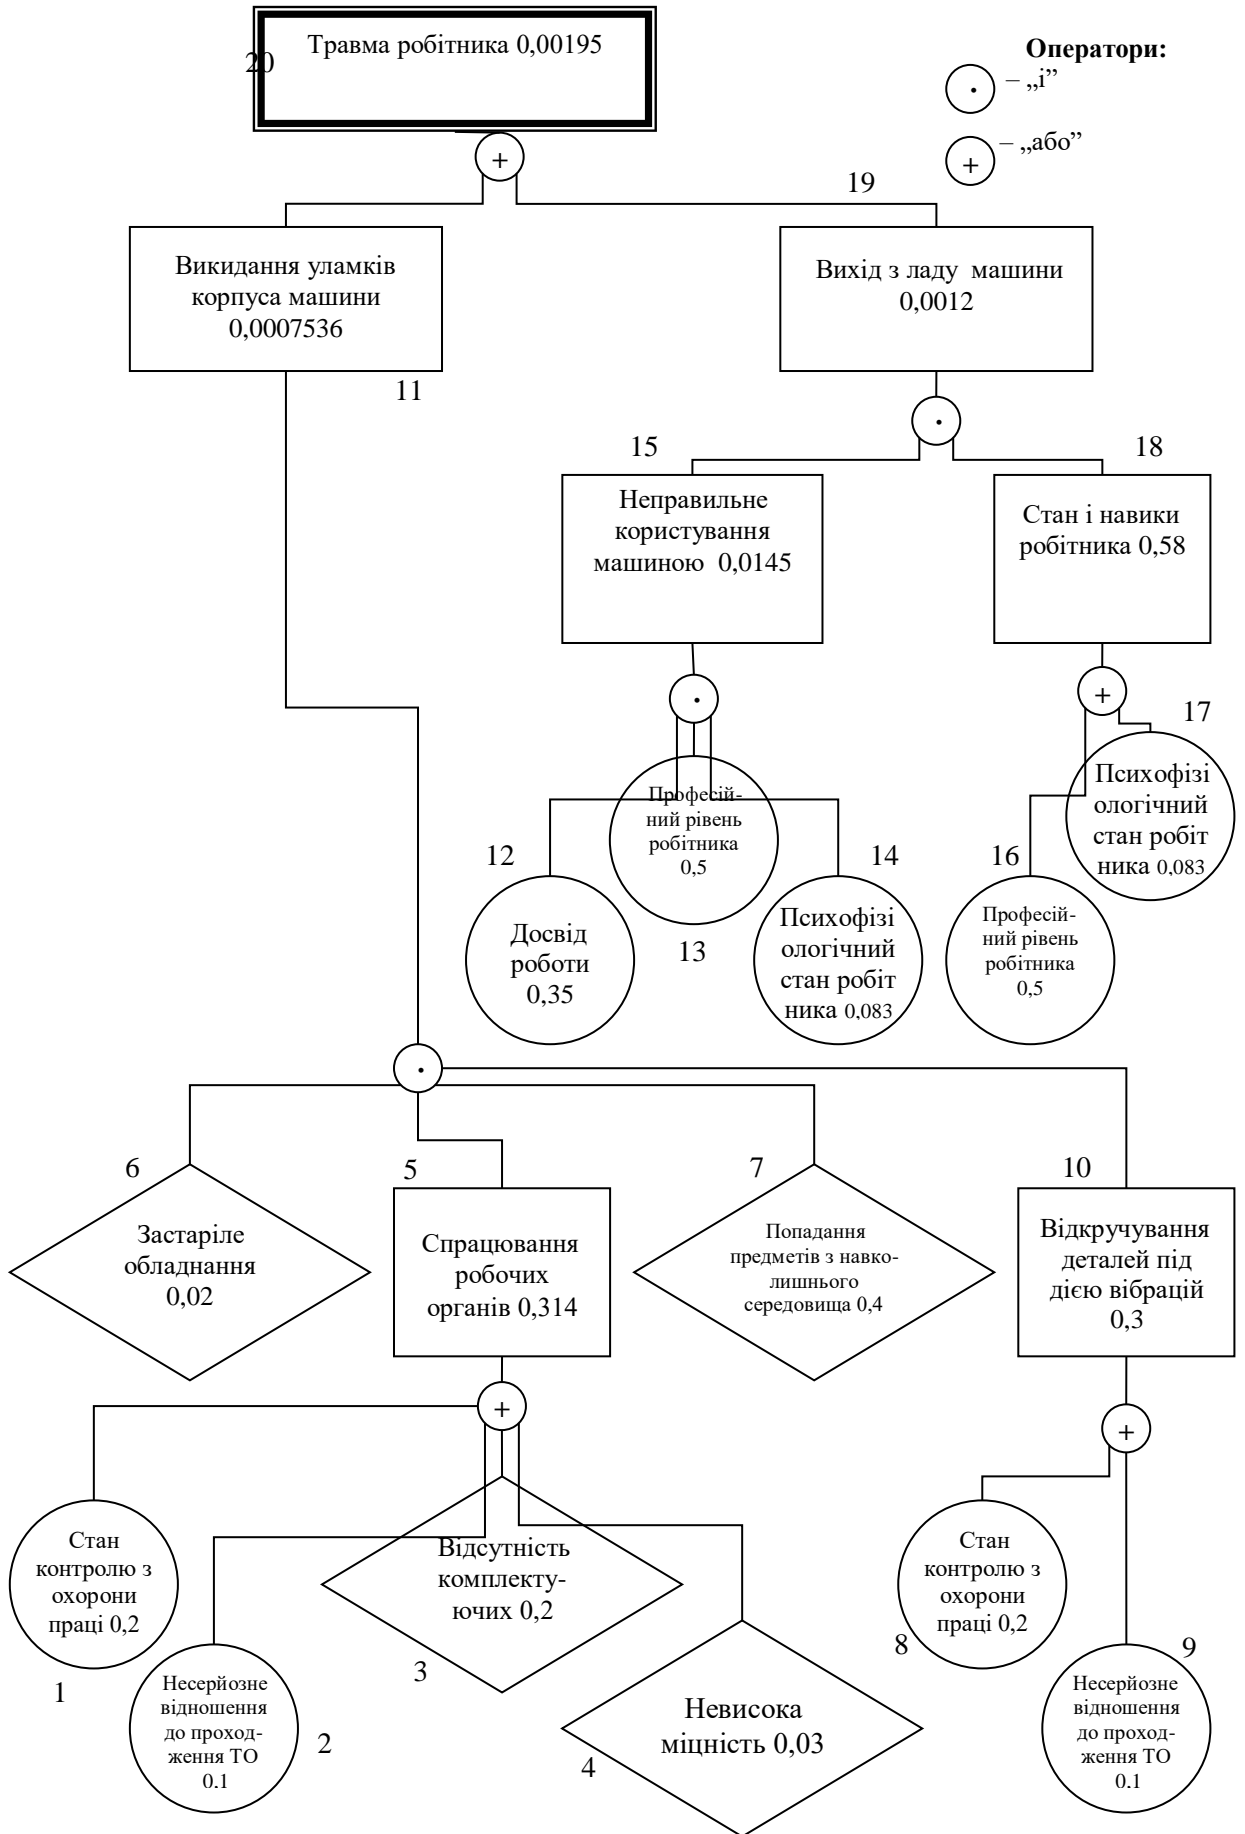 Травма робітника 0,00195
20
Оператори:
– „і”
– „або”
+
+
19
Викидання уламків
корпуса машини
0,0007536
Вихід з ладу машини
0,0012
11
15
18
Неправильне
користування
машиною 0,0145
Стан і навики
робітника 0,58
+
17
Психофізі
ологічний
стан робіт
ника 0,083
Професій-
ний рівень
робітника
0,5
12
14
16
Досвід
роботи
0,35
13
Психофізі
ологічний
стан робіт
ника 0,083
Професій-
ний рівень
робітника
0,5
6
5
7
10
Застаріле
обладнання
0,02
Спрацювання
робочих
органів 0,314
Попадання
предметів з навко-
лишнього
середовища 0,4
Відкручування
деталей під
дією вібрацій
0,3
+
+
Стан
контролю з
охорони
праці 0,2
Відсутність
комплекту-
ючих 0,2
Стан
контролю з
охорони
праці 0,2
1
3
8
9
Несерйозне
відношення
до проход-
ження ТО
0,1
2
Невисока
міцність 0,03
4
Несерйозне
відношення
до проход-
ження ТО
0,1